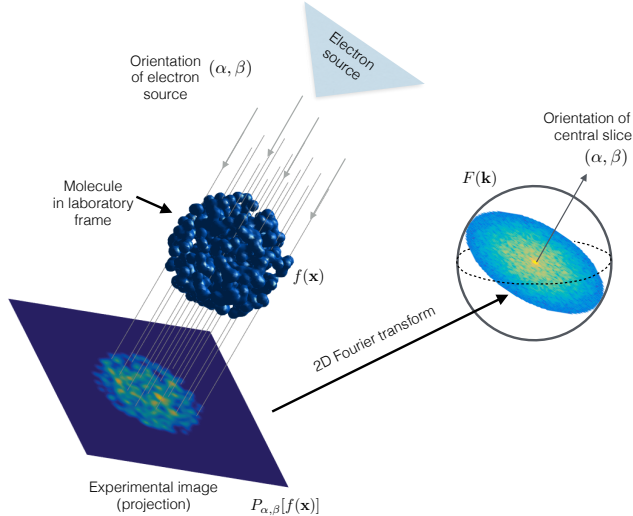 Electron
source
Orientation
of electron
source
(α, β)
Orientation of
central slice
(α, β)
F(k)
Molecule
in laboratory
frame
f(x)
2D Fourier transform
Experimental image
(projection)
P_{α,β}[f(x)]